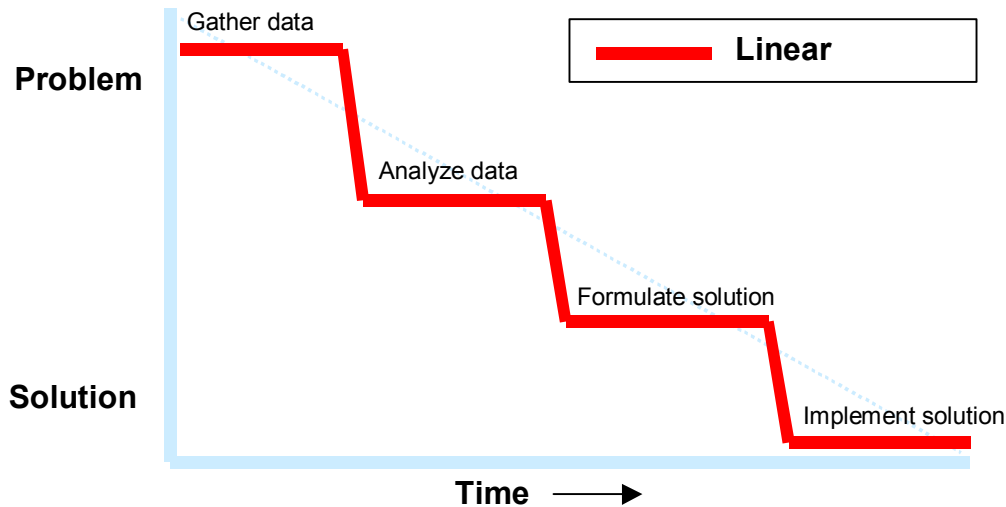 Gather data
Linear
Problem
Analyze data
Formulate solution
Solution
Implement solution
Time